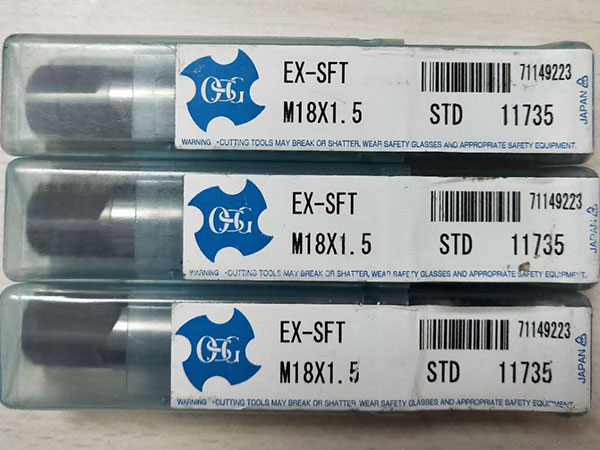 OSG EX-SFT 71149223
M18X1.5 STD 11735 JAPAN
WARNING •CUTTING TOOLS MAY BREAK OR SHATTER. WEAR SAFETY GLASSES AND APPROPRIATE SAFETY EQUIPMENT.
OSG EX-SFT 71149223
M18X1.5 STD 11735 JAPAN
WARNING •CUTTING TOOLS MAY BREAK OR SHATTER. WEAR SAFETY GLASSES AND APPROPRIATE SAFETY EQUIPMENT.
OSG EX-SFT 71149223
M18X1.5 STD 11735 JAPAN
WARNING •CUTTING TOOLS MAY BREAK OR SHATTER. WEAR SAFETY GLASSES AND APPROPRIATE SAFETY EQUIPMENT.